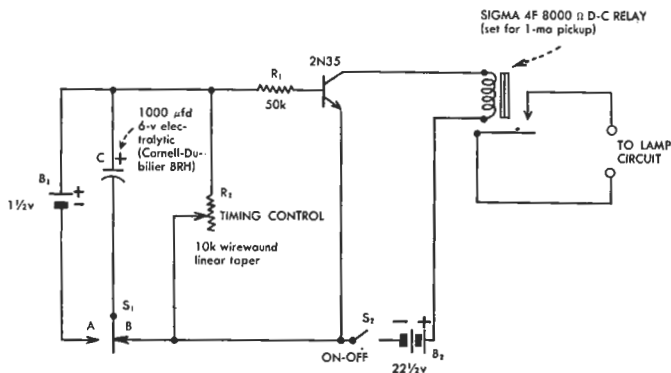 SIGMA 4F 8000 Ω D-C RELAY
(set for 1-ma pickup)
2N35
R₁
50k
1000 μfd
6-v elec-
trolytic
(Cornell-Du-
bilier BRH)
C
+
B₁
+
−
1½v
R₂
TIMING CONTROL
10k wirewound
linear taper
TO LAMP
CIRCUIT
S₁
A
B
S₂
ON-OFF
−
+
B₂
22½v